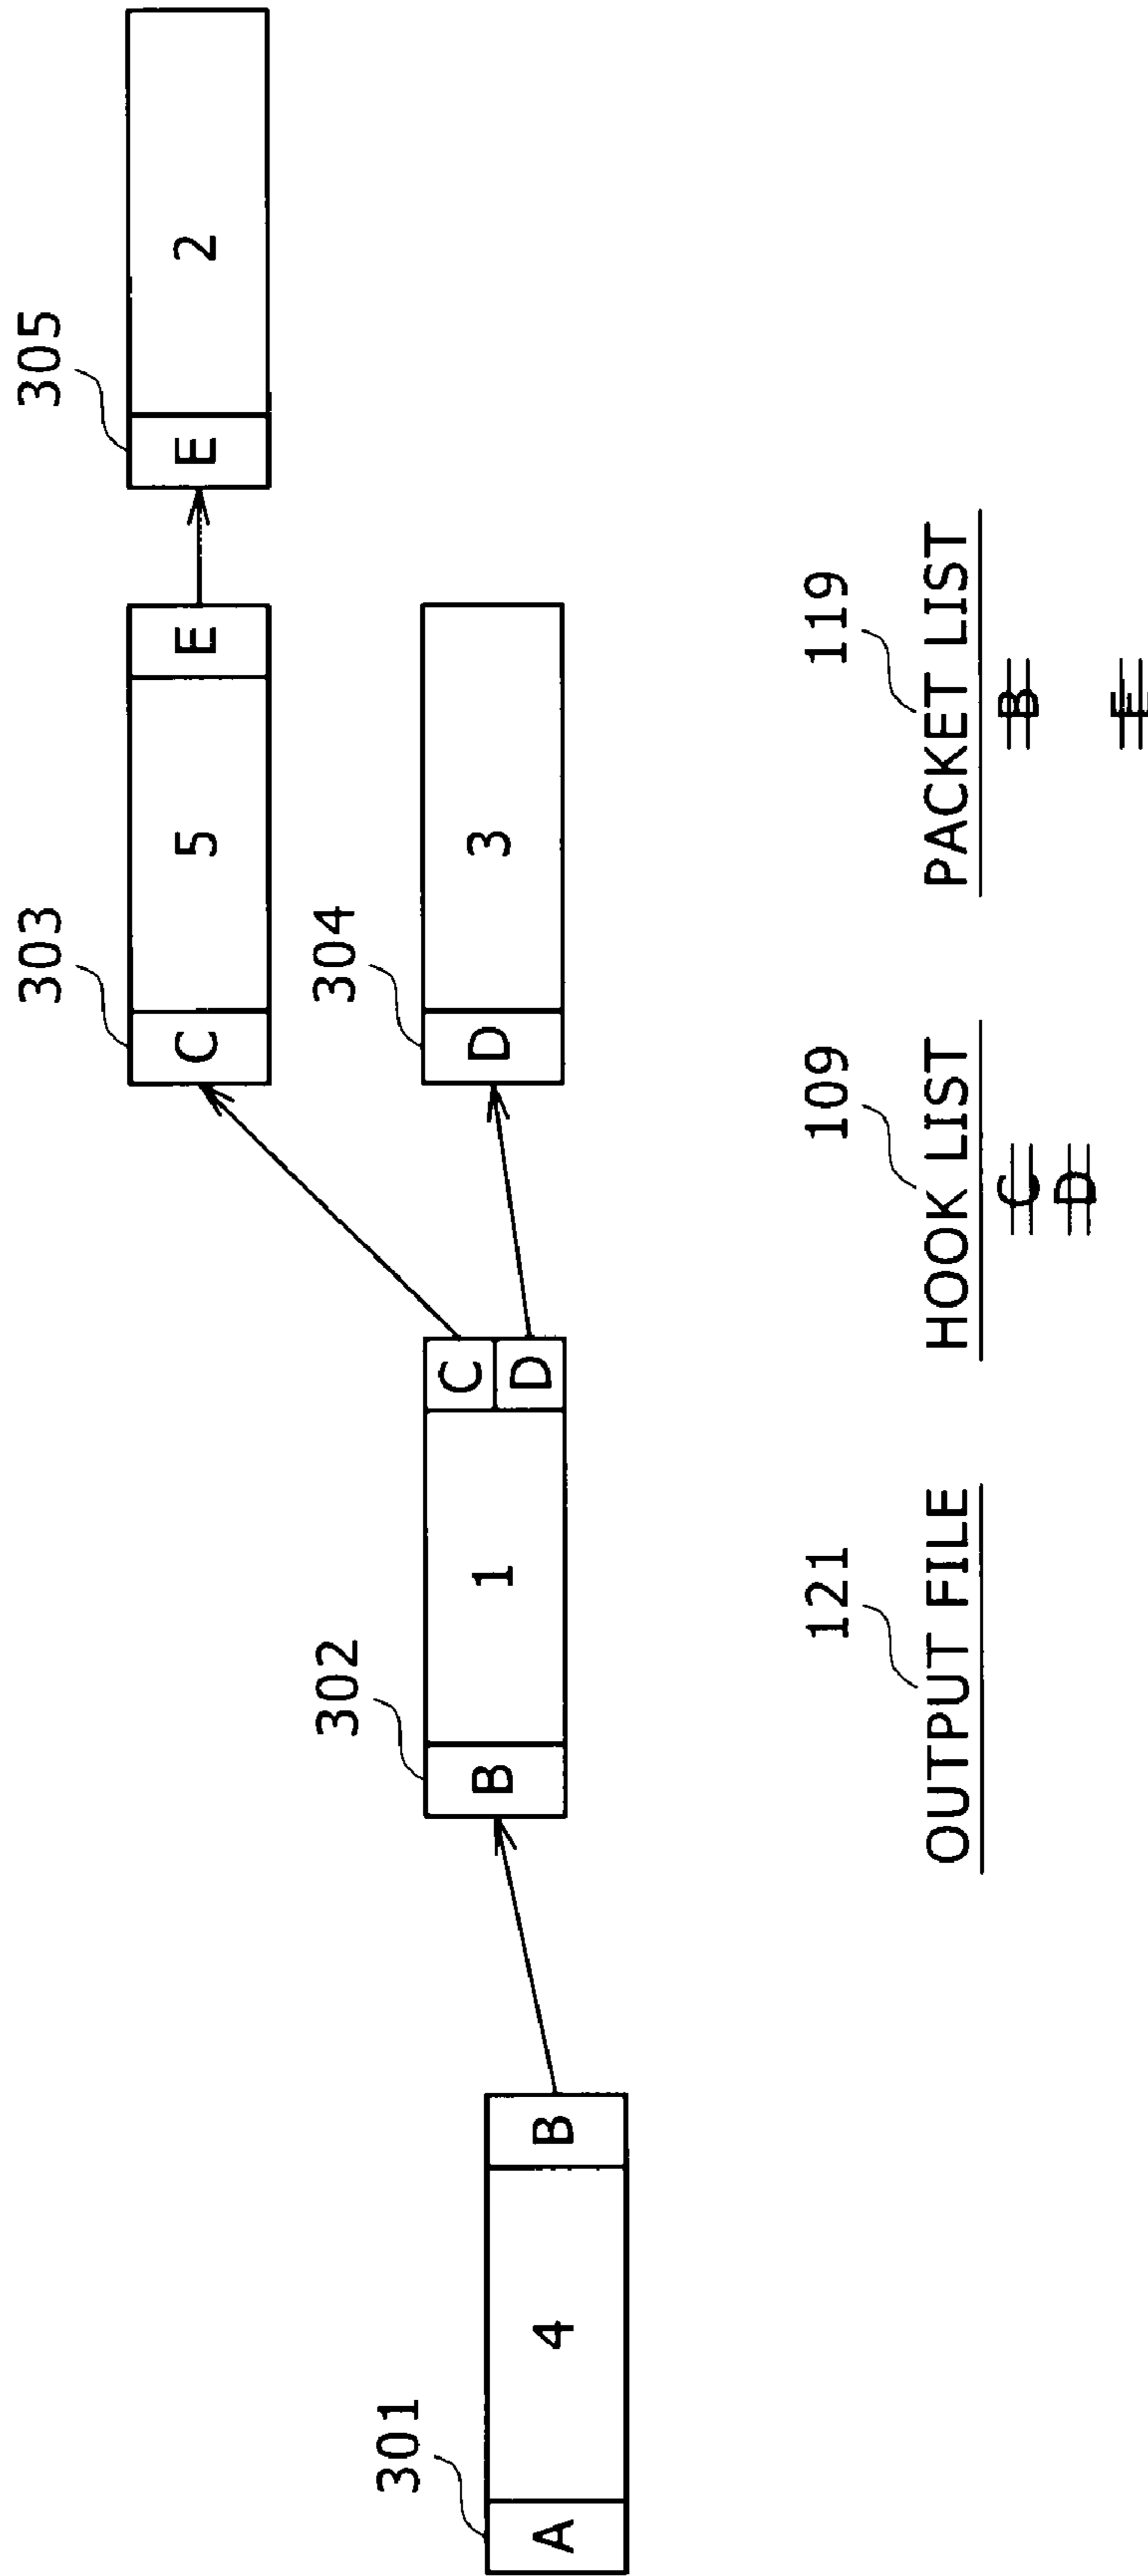 303 305
C 5 E E 2
302 304
301
C
B 1 D 3
D
A 4 B
121 109 119
OUTPUT FILE HOOK LIST PACKET LIST
C B
D
E